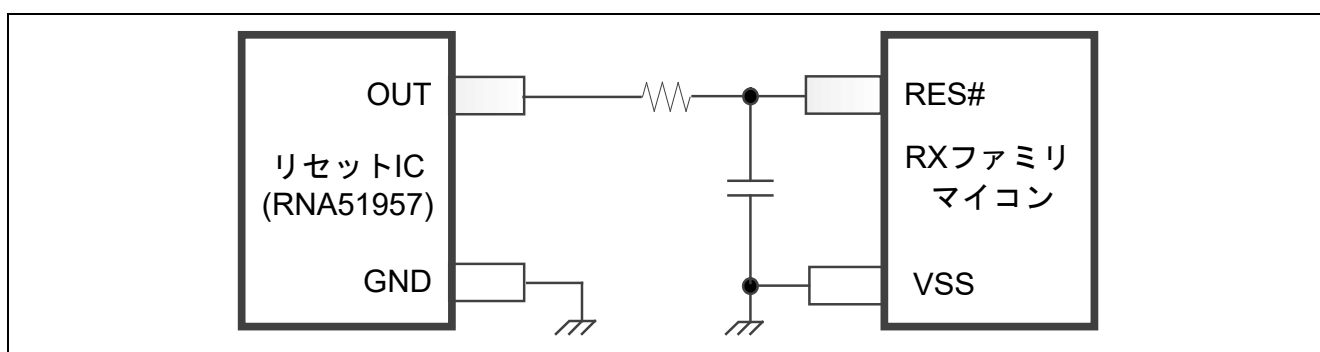 OUT
リセットIC
(RNA51957)
GND
RES#
RXファミリ
マイコン
VSS